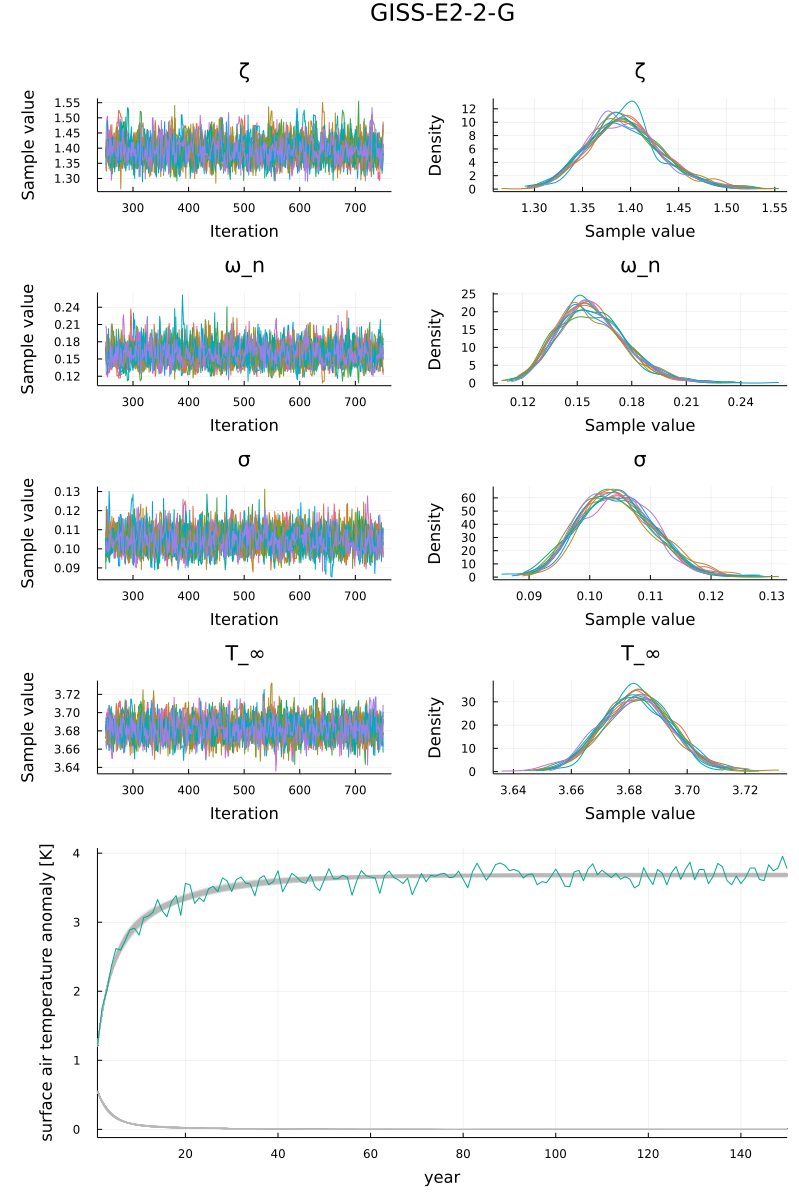 GISS-E2-2-G
ζ
ζ
Sample value
1.55
1.50
1.45
1.40
1.35
1.30
300 400 500 600 700
Iteration
Density
12
10
8
6
4
2
0
1.30 1.35 1.40 1.45 1.50 1.55
Sample value
ω_n
ω_n
Sample value
0.24
0.21
0.18
0.15
0.12
300 400 500 600 700
Iteration
Density
25
20
15
10
5
0
0.12 0.15 0.18 0.21 0.24
Sample value
σ
σ
Sample value
0.13
0.12
0.11
0.10
0.09
300 400 500 600 700
Iteration
Density
60
50
40
30
20
10
0
0.09 0.10 0.11 0.12 0.13
Sample value
T_∞
T_∞
Sample value
3.72
3.70
3.68
3.66
3.64
300 400 500 600 700
Iteration
Density
30
20
10
0
3.64 3.66 3.68 3.70 3.72
Sample value
surface air temperature anomaly [K]
4
3
2
1
0
20 40 60 80 100 120 140
year